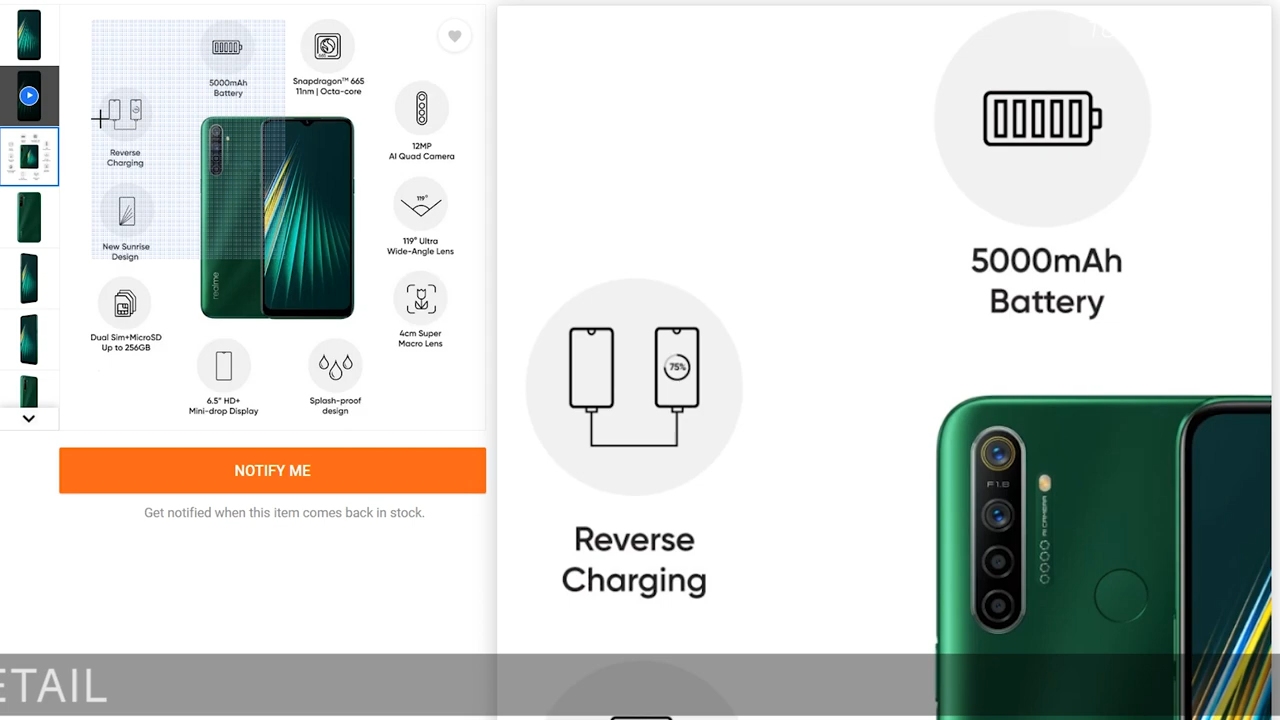 5000mAh
Battery
Snapdragon™ 665
11nm | Octa-core
Reverse
Charging
12MP
AI Quad Camera
New Sunrise
Design
119°
119° Ultra
Wide-Angle Lens
realme
Dual Sim+MicroSD
Up to 256GB
4cm Super
Macro Lens
6.5" HD+
Mini-drop Display
Splash-proof
design
NOTIFY ME
Get notified when this item comes back in stock.
5000mAh
Battery
75%
Reverse
Charging
F1.8
AI CAMERA
ETAIL